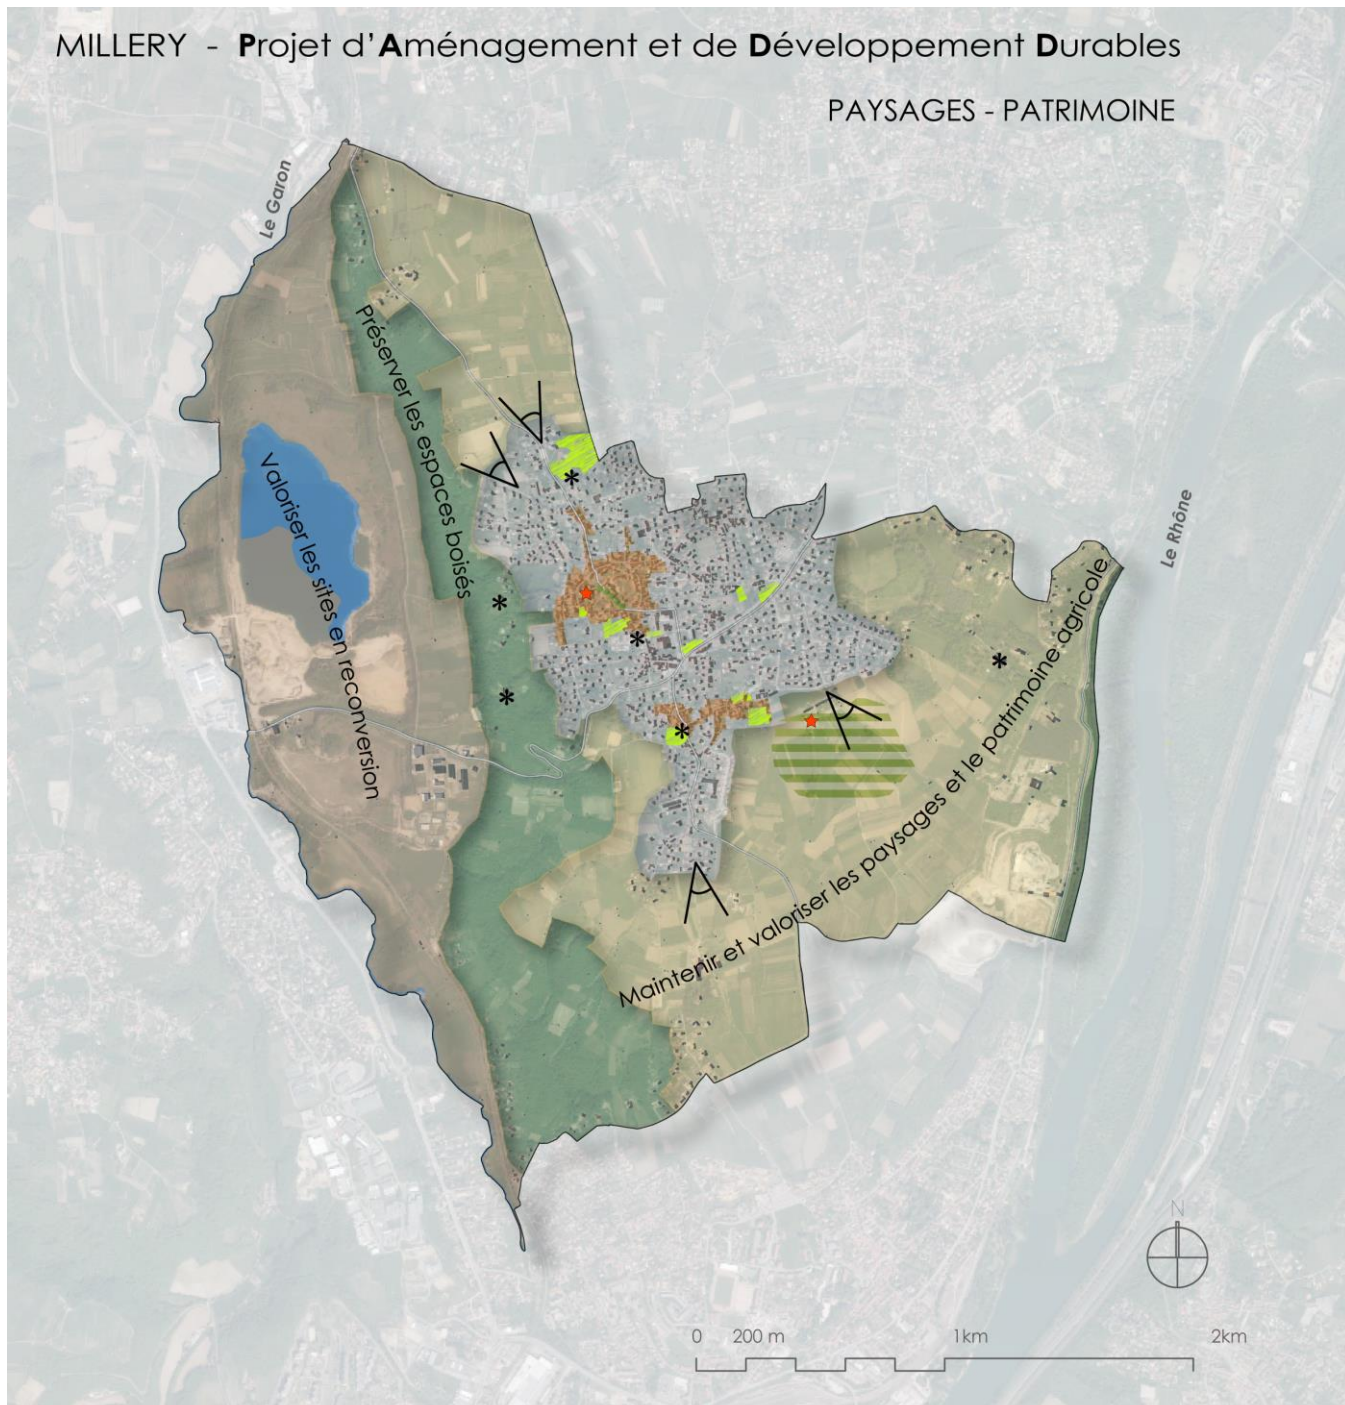 MILLERY - Projet d'Aménagement et de Développement Durables
PAYSAGES - PATRIMOINE
Le Garon
Préserver les espaces boisés
Valoriser les sites en reconversion
Le Rhône
Maintenir et valoriser les paysages et le patrimoine agricole
N
0 200 m 1km 2km